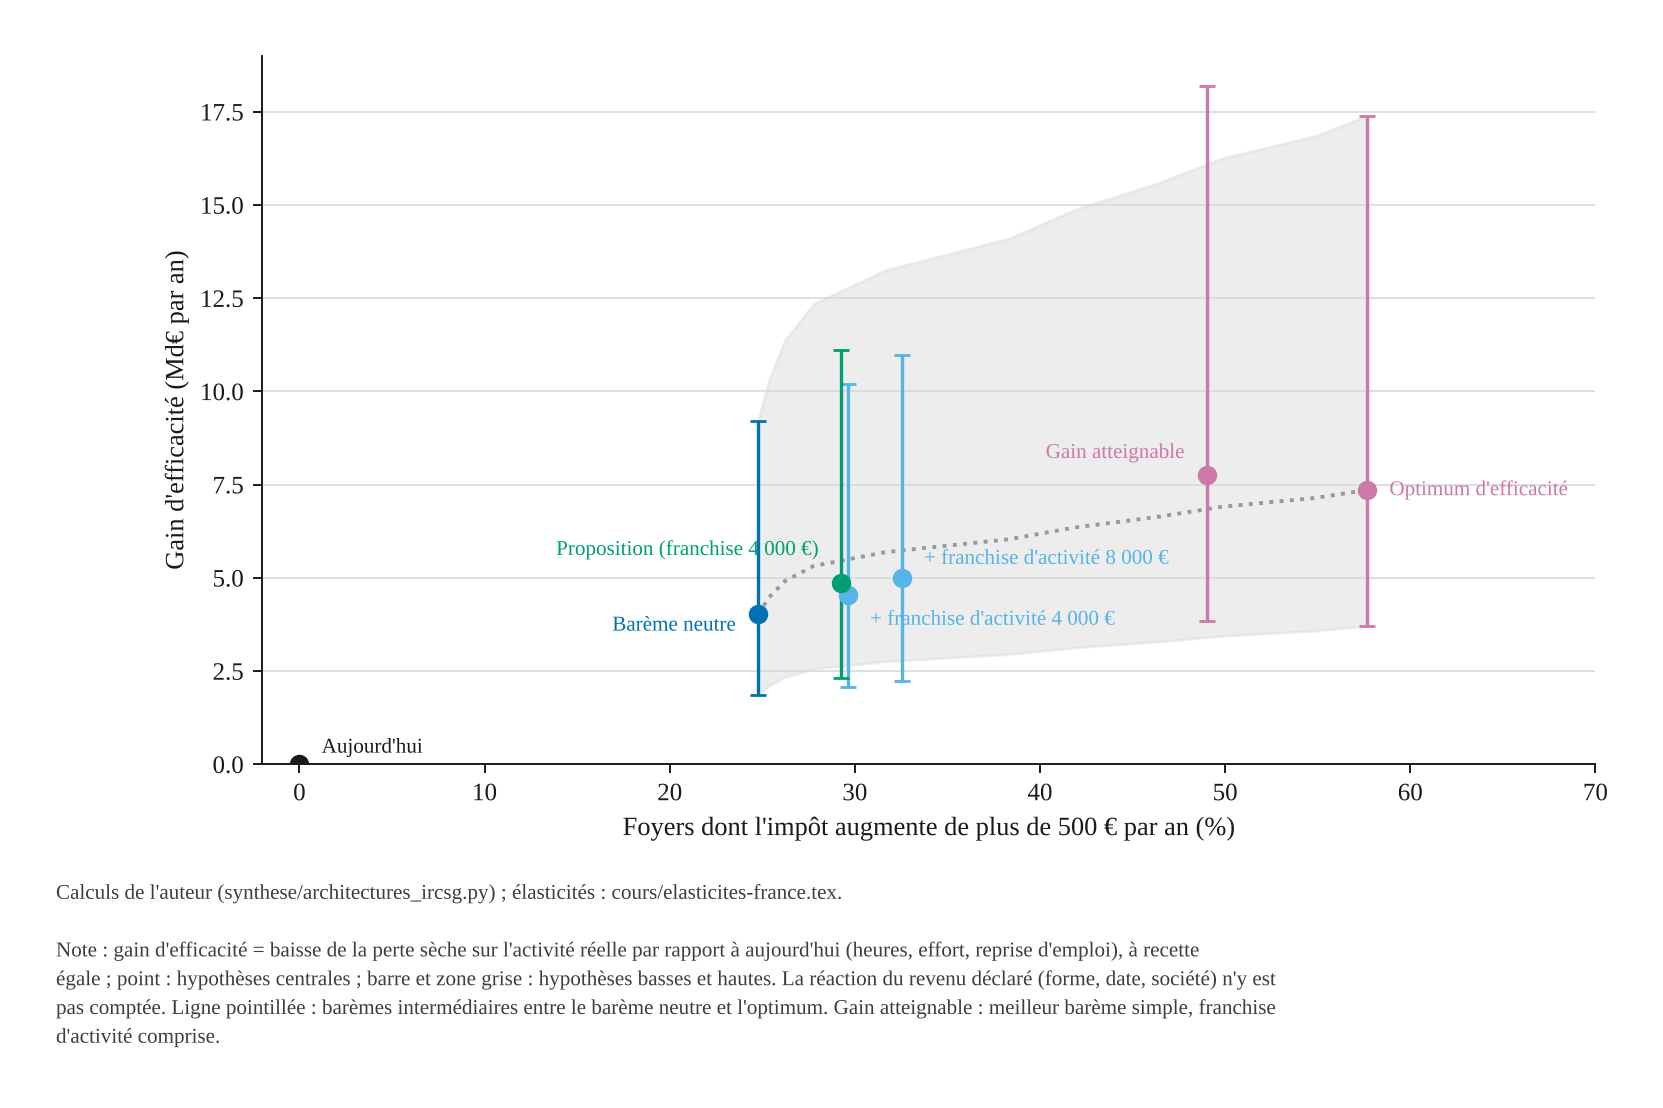 17.5
15.0
12.5
10.0
7.5
5.0
2.5
0.0
Gain d'efficacité (Md€ par an)
Gain atteignable
Optimum d'efficacité
Proposition (franchise 4 000 €)
+ franchise d'activité 8 000 €
+ franchise d'activité 4 000 €
Barème neutre
Aujourd'hui
0 10 20 30 40 50 60 70
Foyers dont l'impôt augmente de plus de 500 € par an (%)
Calculs de l'auteur (synthese/architectures_ircsg.py) ; élasticités : cours/elasticites-france.tex.
Note : gain d'efficacité = baisse de la perte sèche sur l'activité réelle par rapport à aujourd'hui (heures, effort, reprise d'emploi), à recette
égale ; point : hypothèses centrales ; barre et zone grise : hypothèses basses et hautes. La réaction du revenu déclaré (forme, date, société) n'y est
pas comptée. Ligne pointillée : barèmes intermédiaires entre le barème neutre et l'optimum. Gain atteignable : meilleur barème simple, franchise
d'activité comprise.